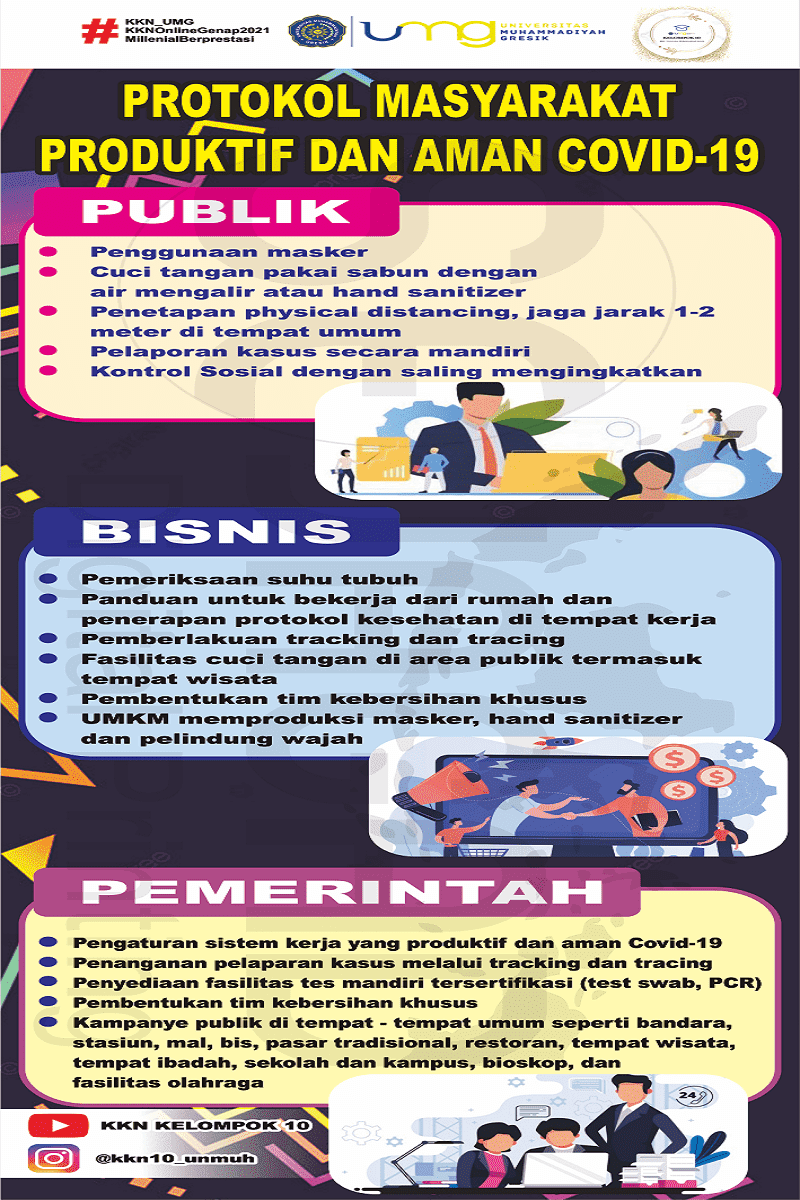 # KKN_UMG
KKNOnlineGenap2021
MillenialBerprestasi
umg UNIVERSITAS
MUHAMMADIYAH
GRESIK
PROTOKOL MASYARAKAT
PRODUKTIF DAN AMAN COVID-19
PUBLIK
Penggunaan masker
Cuci tangan pakai sabun dengan
air mengalir atau hand sanitizer
Penetapan physical distancing, jaga jarak 1-2
meter di tempat umum
Pelaporan kasus secara mandiri
Kontrol Sosial dengan saling mengingkatkan
BISNIS
Pemeriksaan suhu tubuh
Panduan untuk bekerja dari rumah dan
penerapan protokol kesehatan di tempat kerja
Pemberlakuan tracking dan tracing
Fasilitas cuci tangan di area publik termasuk
tempat wisata
Pembentukan tim kebersihan khusus
UMKM memproduksi masker, hand sanitizer
dan pelindung wajah
PEMERINTAH
Pengaturan sistem kerja yang produktif dan aman Covid-19
Penanganan pelaparan kasus melalui tracking dan tracing
Penyediaan fasilitas tes mandiri tersertifikasi (test swab, PCR)
Pembentukan tim kebersihan khusus
Kampanye publik di tempat - tempat umum seperti bandara,
stasiun, mal, bis, pasar tradisional, restoran, tempat wisata,
tempat ibadah, sekolah dan kampus, bioskop, dan
fasilitas olahraga
24
KKN KELOMPOK 10
@kkn10_unmuh